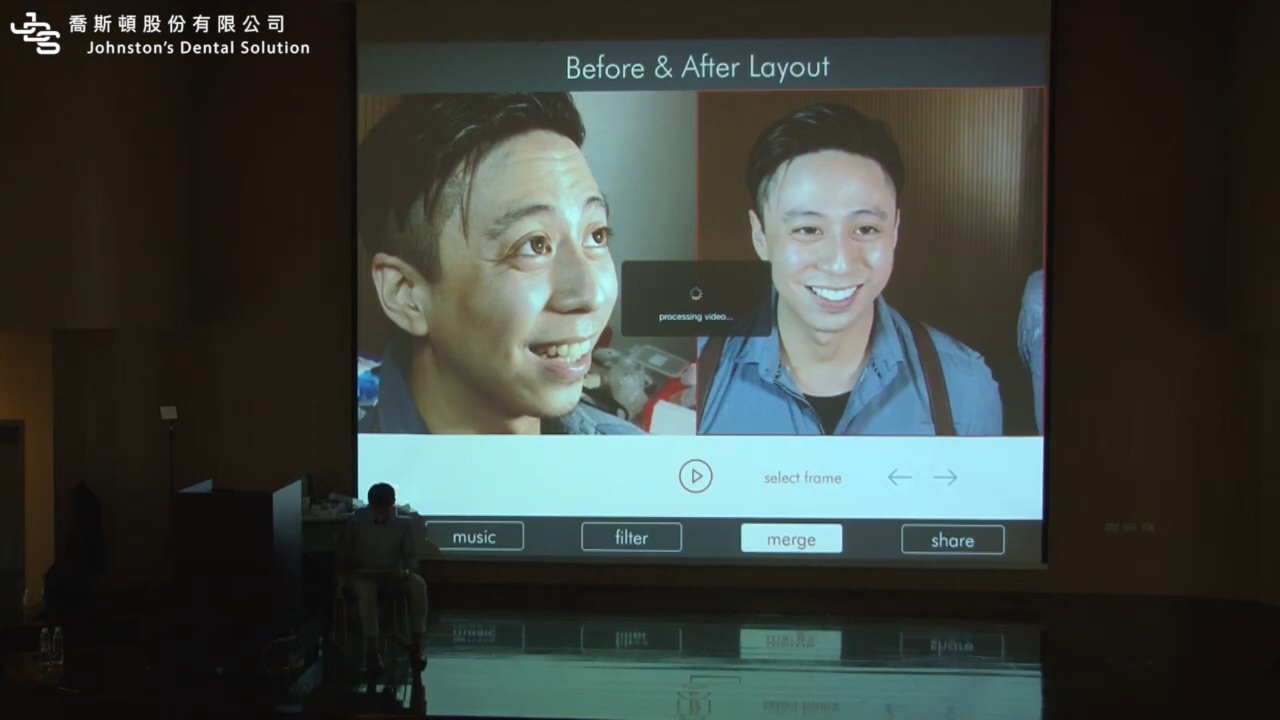 喬斯頓股份有限公司
Johnston's Dental Solution
Before & After Layout
processing video...
select frame
music
filter
merge
share